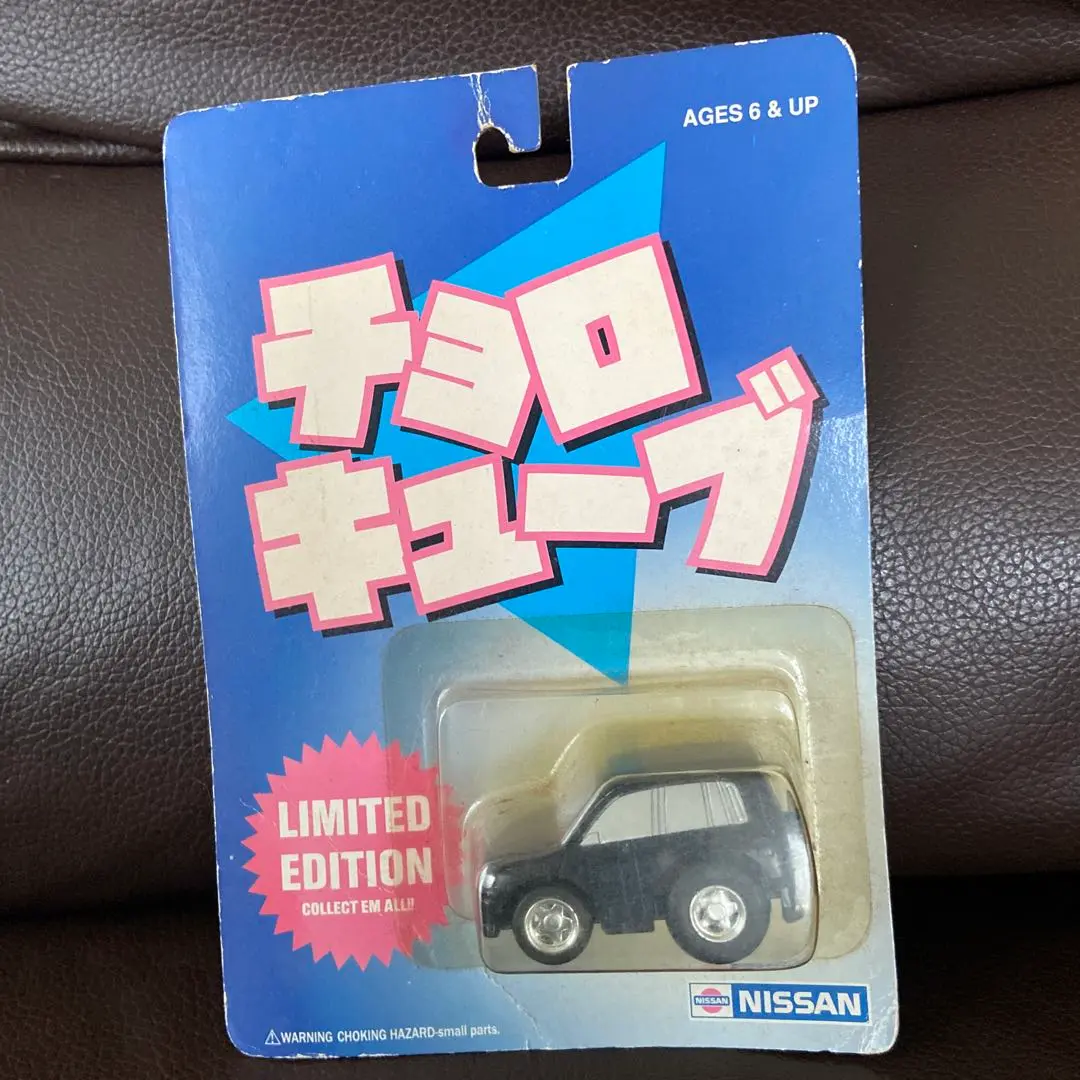 AGES 6 & UP
チョロ
キューブ
LIMITED
EDITION
COLLECT EM ALL!!
NISSAN NISSAN
⚠WARNING CHOKING HAZARD-small parts.